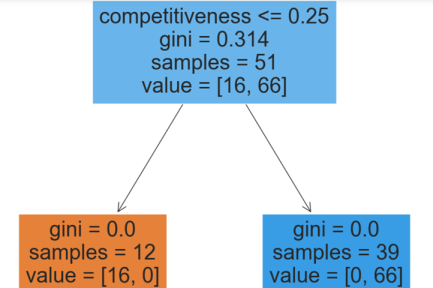 competitiveness <= 0.25
gini = 0.314
samples = 51
value = [16, 66]
gini = 0.0
samples = 12
value = [16, 0]
gini = 0.0
samples = 39
value = [0, 66]